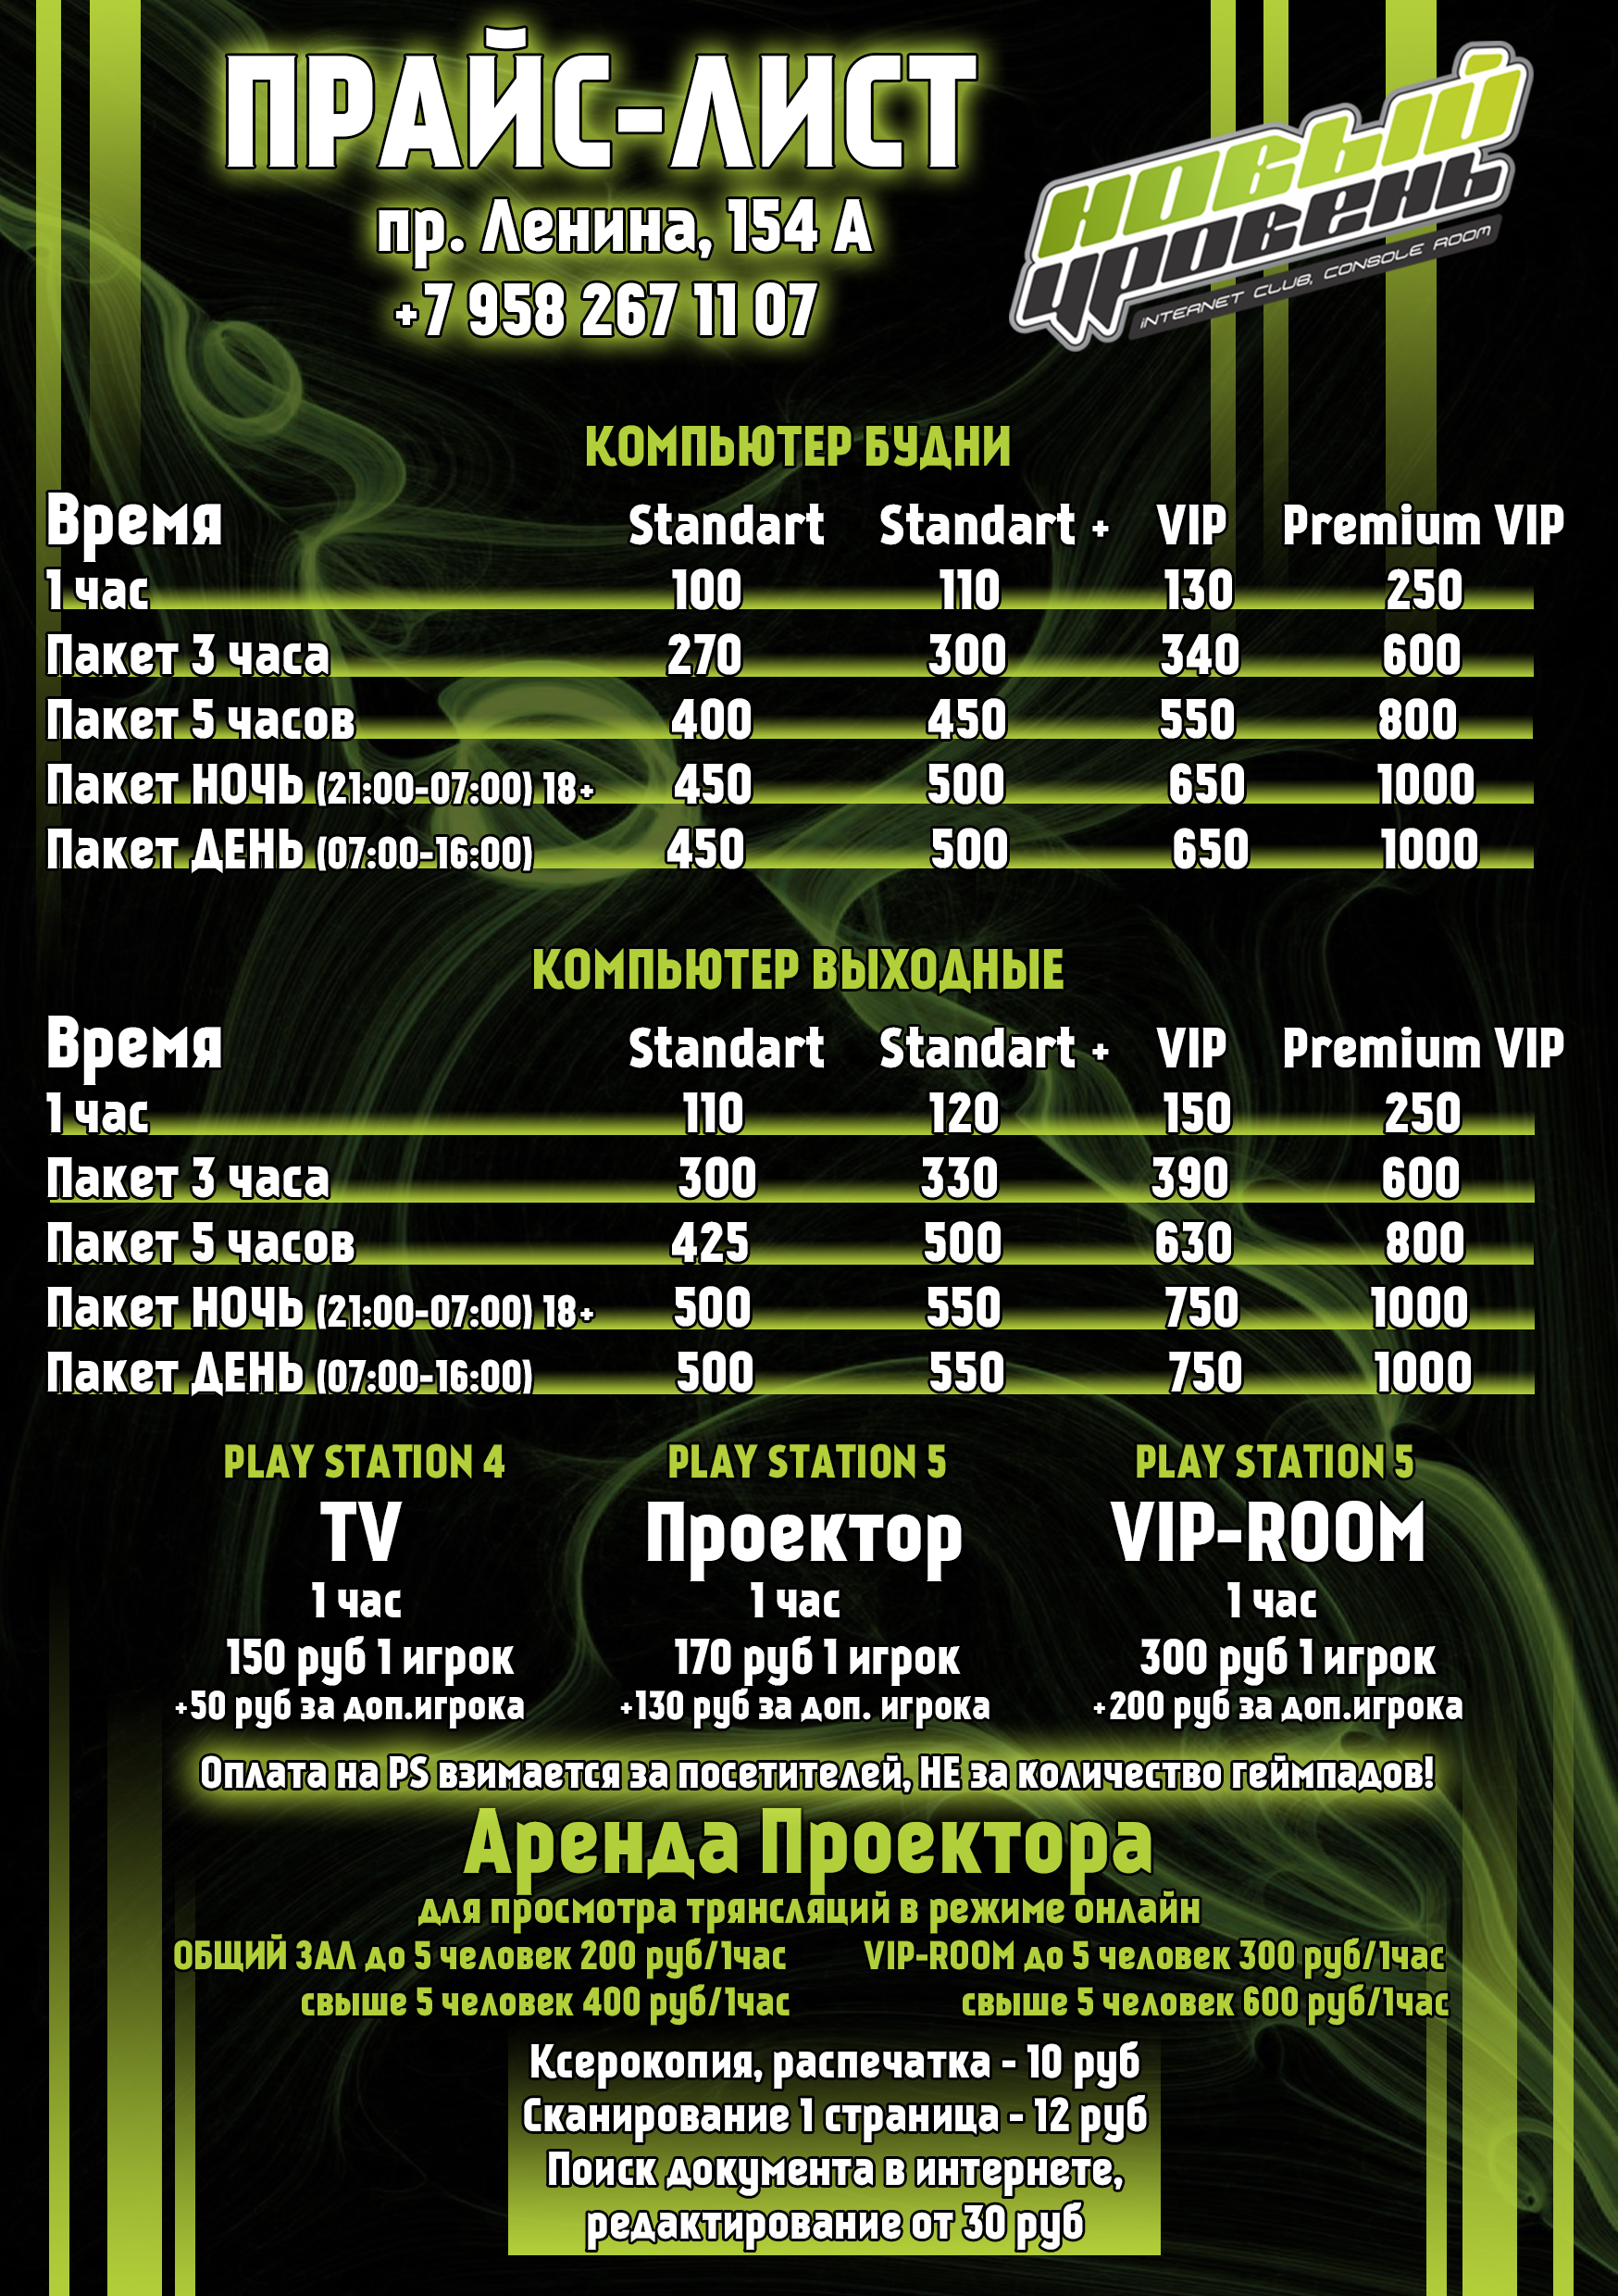 ПРАЙС-ЛИСТ
пр. Ленина, 154 А
+7 958 267 11 07
НОВЫЙ
УРОВЕНЬ
INTERNET CLUB, CONSOLE ROOM
КОМПЬЮТЕР БУДНИ
Время Standart Standart + VIP Premium VIP
1 час 100 110 130 250
Пакет 3 часа 270 300 340 600
Пакет 5 часов 400 450 550 800
Пакет НОЧЬ (21:00-07:00) 18+ 450 500 650 1000
Пакет ДЕНЬ (07:00-16:00) 450 500 650 1000
КОМПЬЮТЕР ВЫХОДНЫЕ
Время Standart Standart + VIP Premium VIP
1 час 110 120 150 250
Пакет 3 часа 300 330 390 600
Пакет 5 часов 425 500 630 800
Пакет НОЧЬ (21:00-07:00) 18+ 500 550 750 1000
Пакет ДЕНЬ (07:00-16:00) 500 550 750 1000
PLAY STATION 4 PLAY STATION 5 PLAY STATION 5
TV Проектор VIP-ROOM
1 час 1 час 1 час
150 руб 1 игрок 170 руб 1 игрок 300 руб 1 игрок
+50 руб за доп.игрока +130 руб за доп. игрока +200 руб за доп.игрока
Оплата на PS взимается за посетителей, НЕ за количество геймпадов!
Аренда Проектора
для просмотра трянсляций в режиме онлайн
ОБЩИЙ ЗАЛ до 5 человек 200 руб/1час VIP-ROOM до 5 человек 300 руб/1час
свыше 5 человек 400 руб/1час свыше 5 человек 600 руб/1час
Ксерокопия, распечатка - 10 руб
Сканирование 1 страница - 12 руб
Поиск документа в интернете,
редактирование от 30 руб